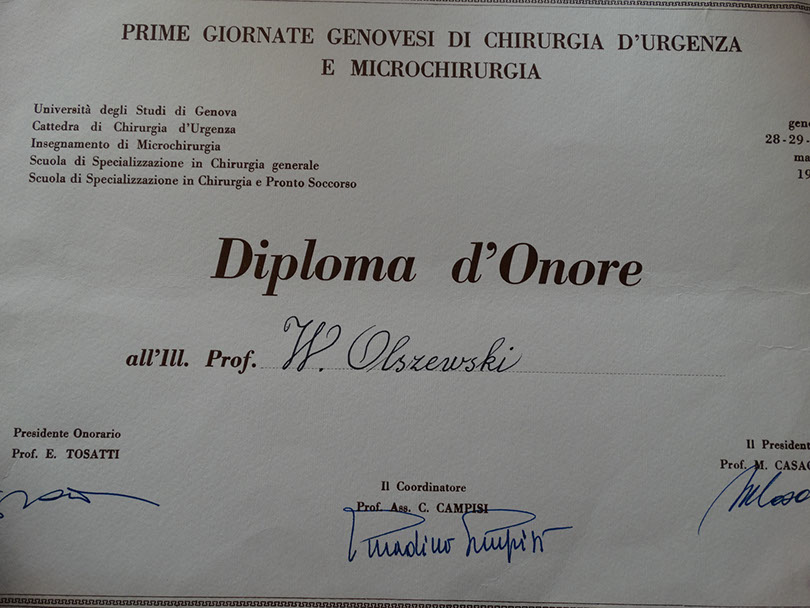 PRIME GIORNATE GENOVESI DI CHIRURGIA D'URGENZA
E MICROCHIRURGIA
Università degli Studi di Genova
Cattedra di Chirurgia d'Urgenza
Insegnamento di Microchirurgia
Scuola di Specializzazione in Chirurgia generale
Scuola di Specializzazione in Chirurgia e Pronto Soccorso
28-29-
Diploma d'Onore
all'Ill. Prof. W. Olszewski
Presidente Onorario
Prof. E. TOSATTI
Il Coordinatore
Prof. Ass. C. CAMPISI
Il
Prof. M.